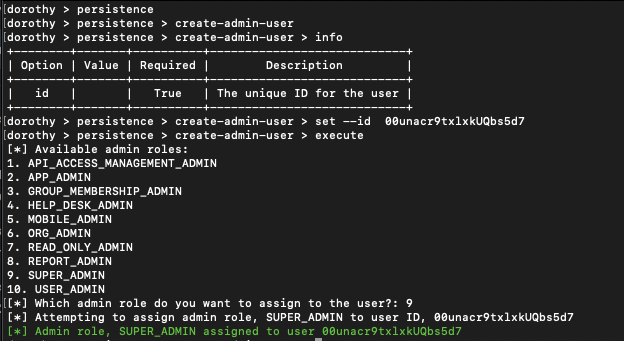 dorothy > persistence
dorothy > persistence > create-admin-user
dorothy > persistence > create-admin-user > info
+--------+-------+----------+-----------------------------+
| Option | Value | Required | Description |
+--------+-------+----------+-----------------------------+
| id | | True | The unique ID for the user |
+--------+-------+----------+-----------------------------+
dorothy > persistence > create-admin-user > set --id  00unacr9txlxkUQbs5d7
dorothy > persistence > create-admin-user > execute
[*] Available admin roles:
1. API_ACCESS_MANAGEMENT_ADMIN
2. APP_ADMIN
3. GROUP_MEMBERSHIP_ADMIN
4. HELP_DESK_ADMIN
5. MOBILE_ADMIN
6. ORG_ADMIN
7. READ_ONLY_ADMIN
8. REPORT_ADMIN
9. SUPER_ADMIN
10. USER_ADMIN
[*] Which admin role do you want to assign to the user?: 9
[*] Attempting to assign admin role, SUPER_ADMIN to user ID, 00unacr9txlxkUQbs5d7
[*] Admin role, SUPER_ADMIN assigned to user 00unacr9txlxkUQbs5d7